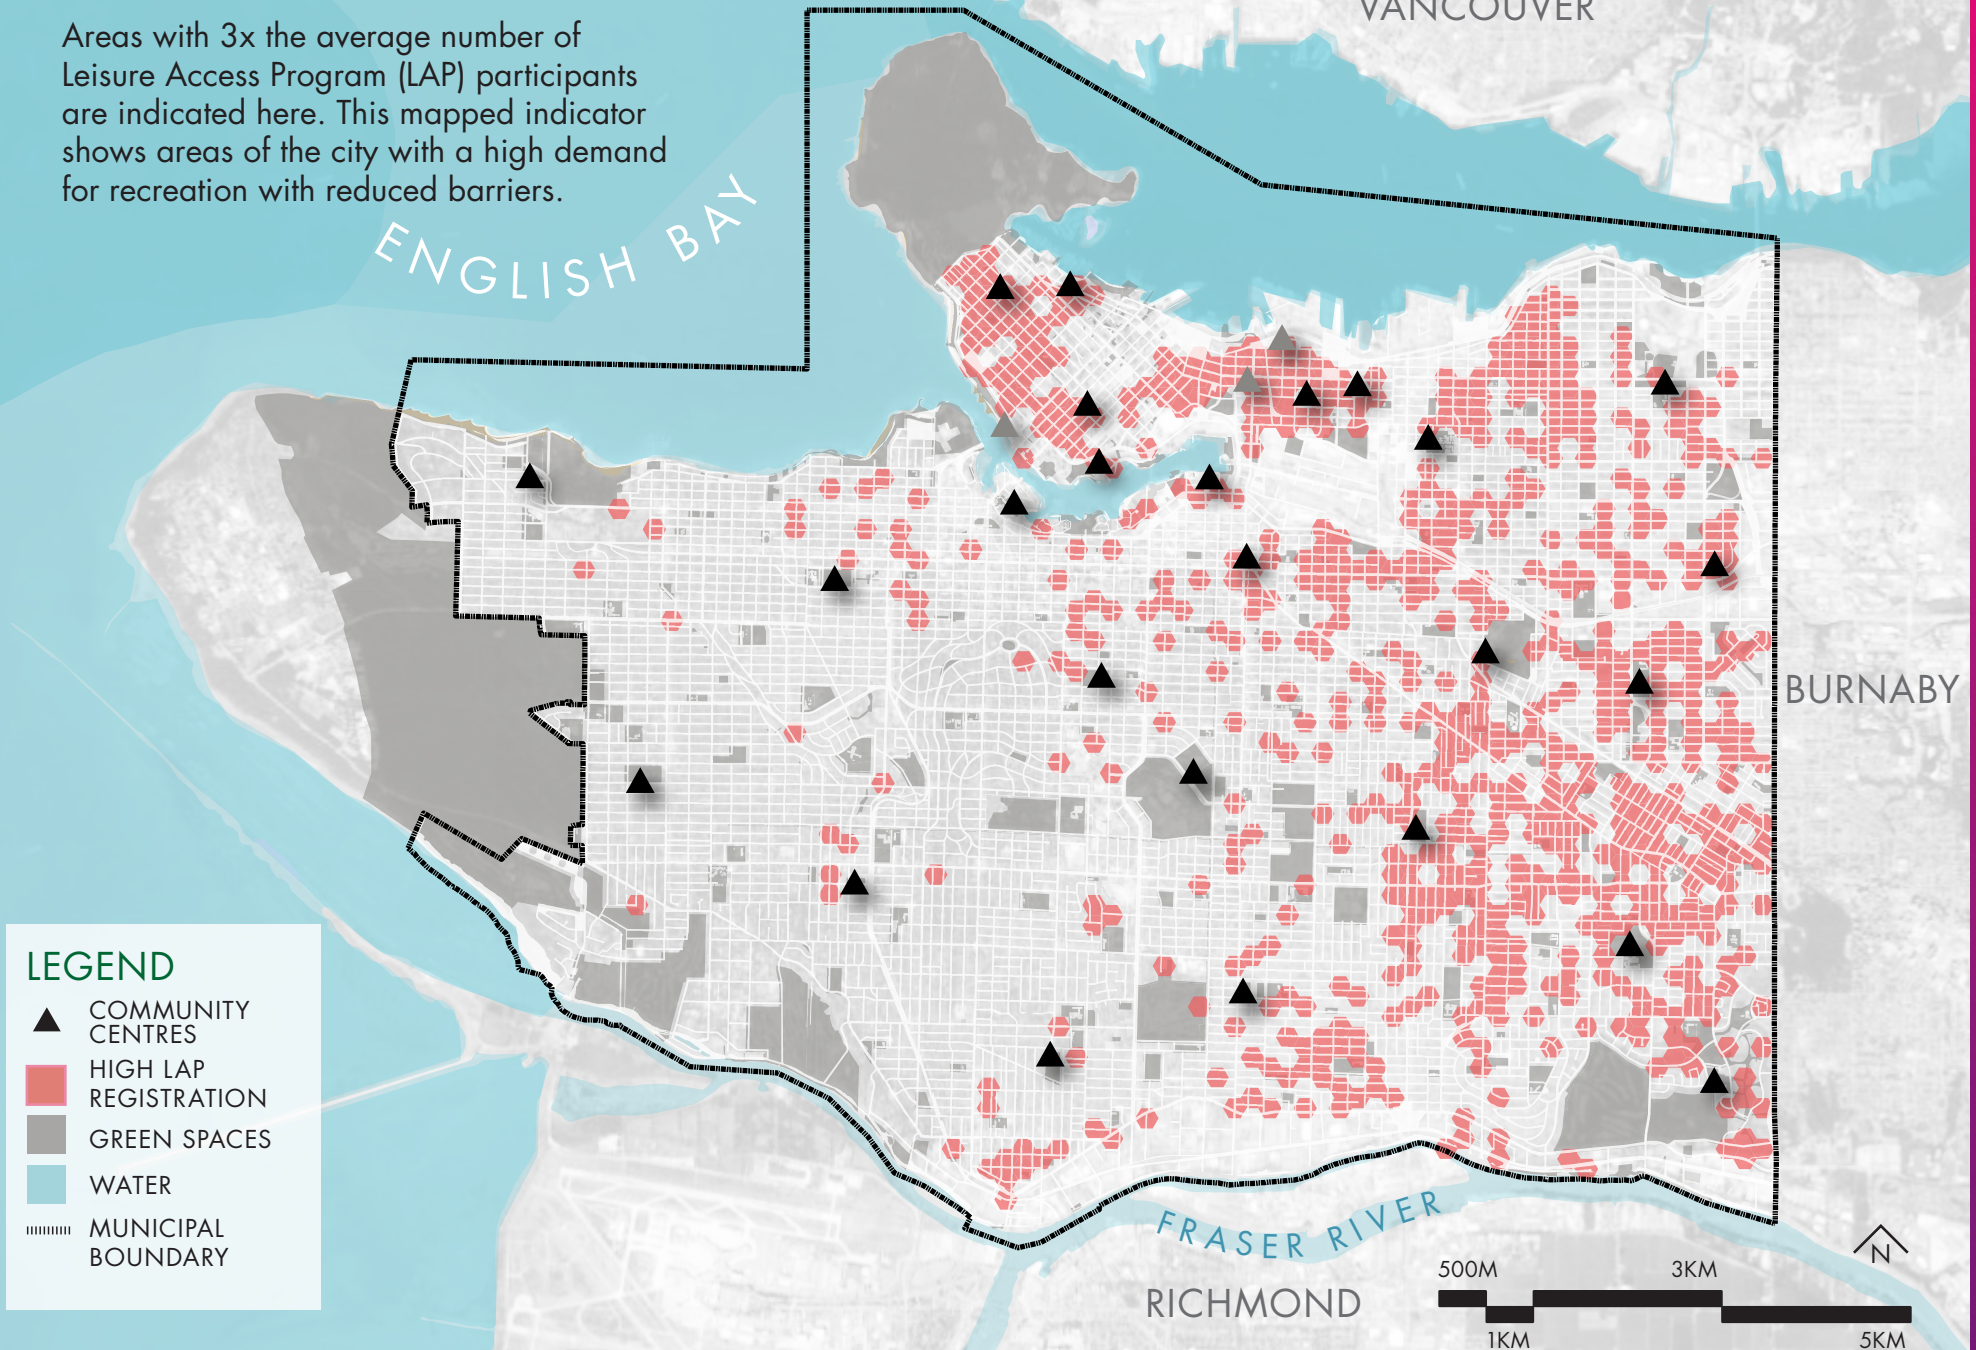 Areas with 3x the average number of
Leisure Access Program (LAP) participants
are indicated here. This mapped indicator
shows areas of the city with a high demand
for recreation with reduced barriers.
VANCOUVER
ENGLISH BAY
BURNABY
LEGEND
COMMUNITY
CENTRES
HIGH LAP
REGISTRATION
GREEN SPACES
WATER
MUNICIPAL
BOUNDARY
FRASER RIVER
RICHMOND
N
500M
3KM
1KM
5KM